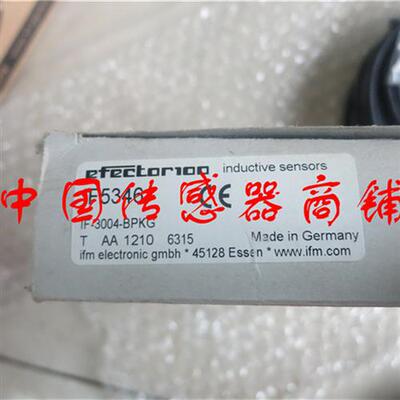 efector100 inductive sensors
IF5346
中国传感器商铺
IF-3004-BPKG
T AA 1210 6315 Made in Germany
ifm electronic gmbh * 45128 Essen * www.ifm.com